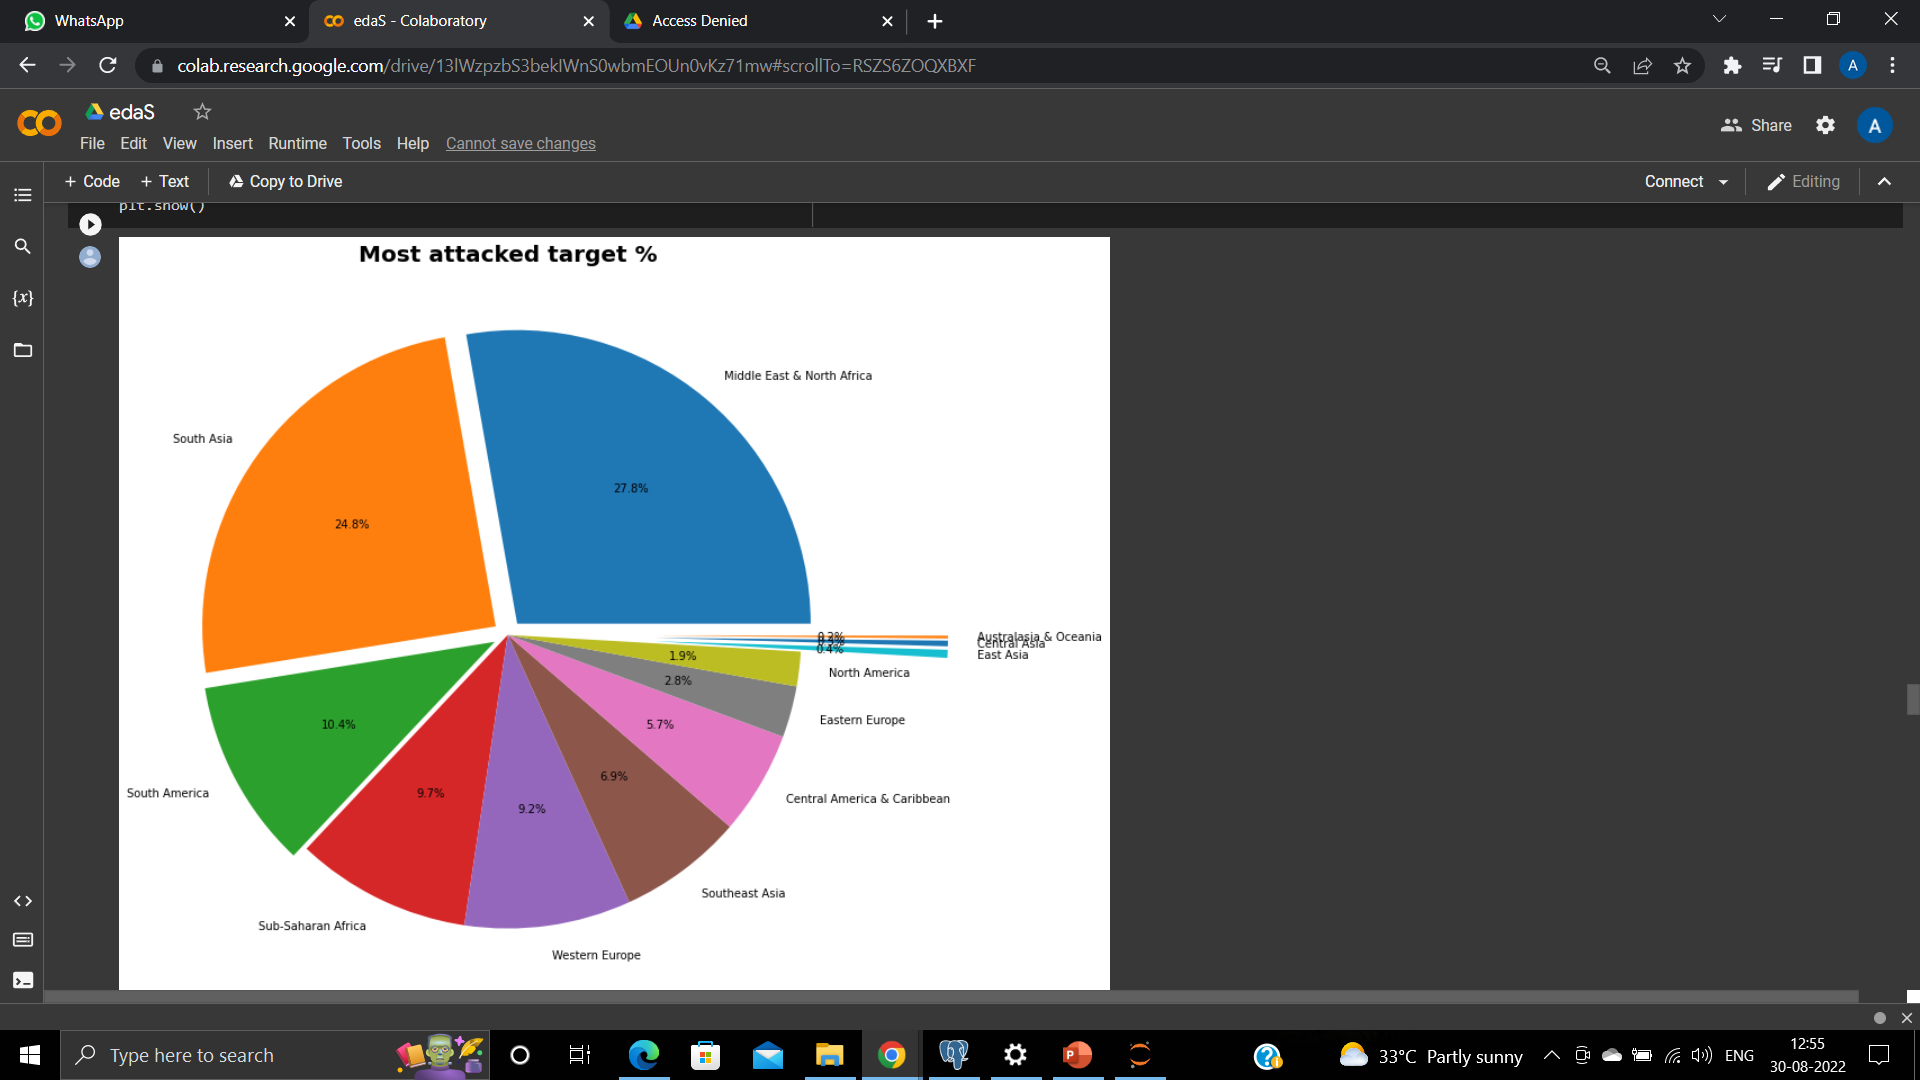 WhatsApp
edaS - Colaboratory
Access Denied
colab.research.google.com/drive/13lWzpzbS3beklWnS0wbmEOUn0vKz71mw#scrollTo=RSZS6ZOQXBXF
A
edaS
File Edit View Insert Runtime Tools Help Cannot save changes
Share
A
+ Code + Text Copy to Drive
Connect
Editing
plt.show()
{x}
Most attacked target %
Middle East & North Africa
South Asia
27.8%
24.8%
0.2%
Australasia & Oceania
Central Asia
0.4%
East Asia
1.9%
North America
2.8%
Eastern Europe
10.4%
5.7%
6.9%
South America
9.7%
Central America & Caribbean
9.2%
Southeast Asia
Sub-Saharan Africa
Western Europe
Type here to search
33°C Partly sunny
ENG
12:55
30-08-2022